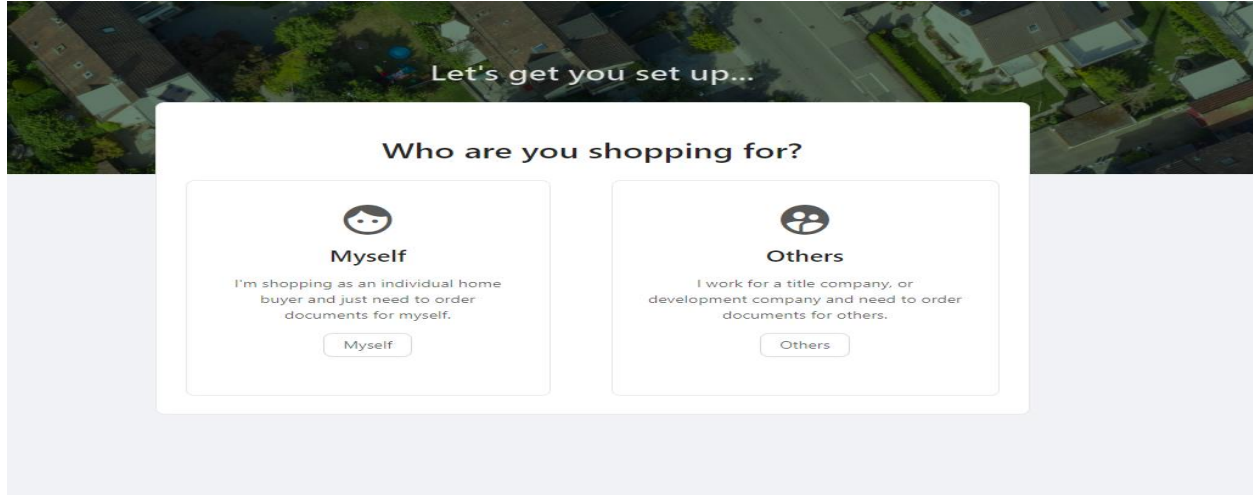 Let's get you set up...
Who are you shopping for?
Myself
I'm shopping as an individual home
buyer and just need to order
documents for myself.
Myself
Others
I work for a title company, or
development company and need to order
documents for others.
Others